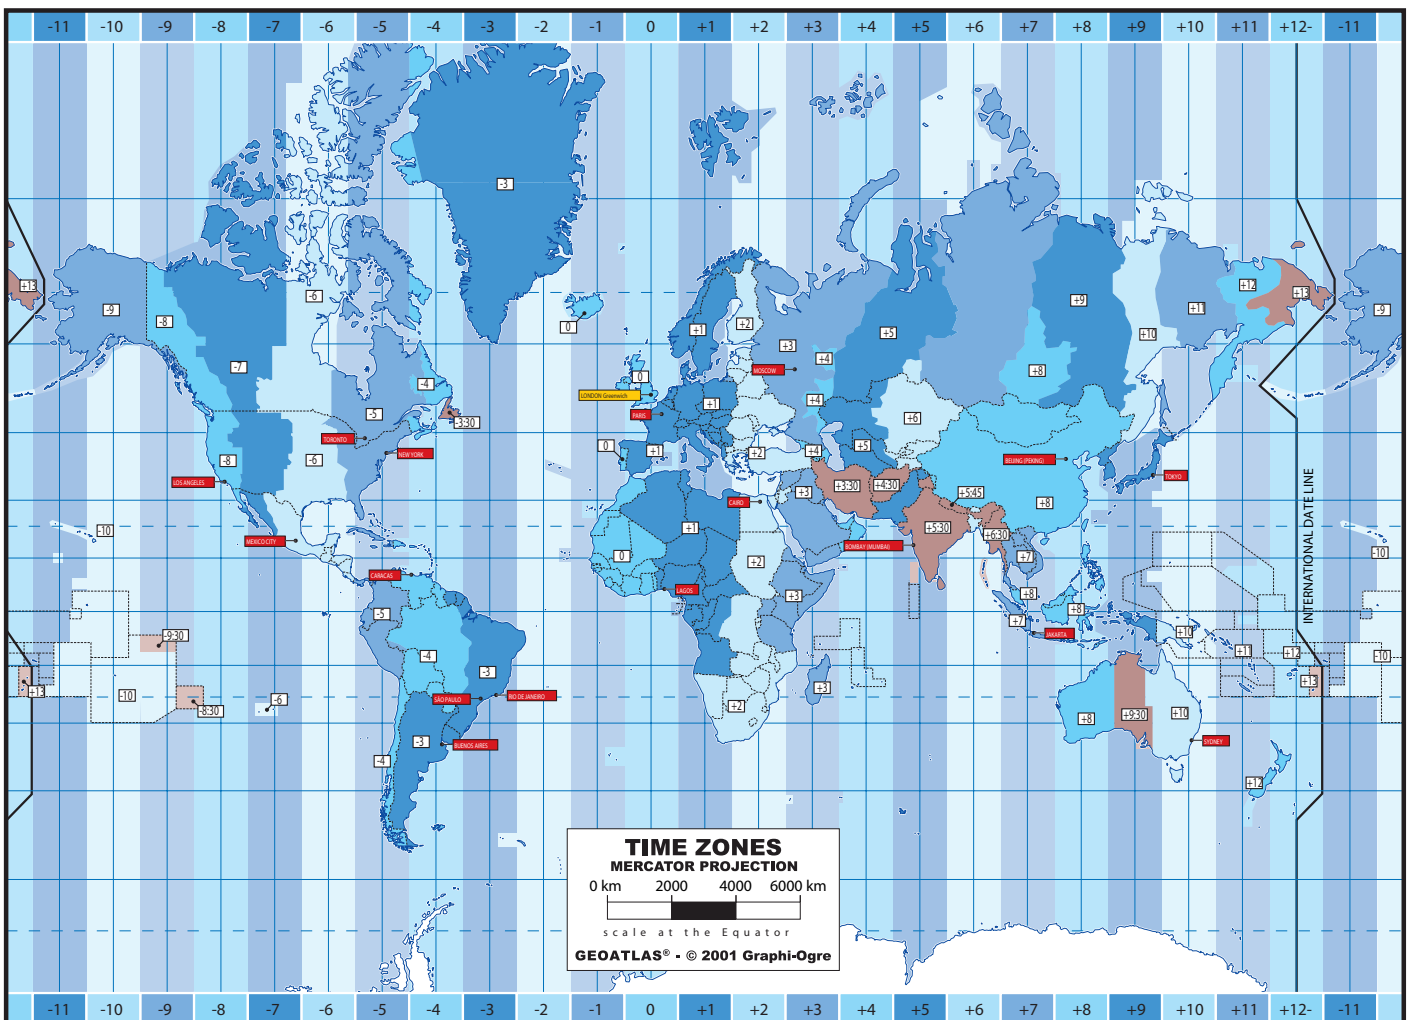 -11 -10 -9 -8 -7 -6 -5 -4 -3 -2 -1 0 +1 +2 +3 +4 +5 +6 +7 +8 +9 +10 +11 +12- -11
-3
+13
-9
-8
-6
-7
0
+1
+2
+3
+4
+5
+9
+8
+10
+11
+12
+13
-9
MOSCOW
-4
-5
-3:30
0
LONDON Greenwich
PARIS
+1
+4
+6
TORONTO
NEW YORK
-8
-6
LOS ANGELES
0
+1
+2
+4
+5
BEIJING (PEKING)
TOKYO
+3
+3:30
+4:30
+5:45
+8
CAIRO
-10
MEXICO CITY
+1
+5:30
+6:30
BOMBAY (MUMBAI)
INTERNATIONAL DATE LINE
-10
0
+2
+7
CARACAS
LAGOS
+3
+8
-5
+8
+7
JAKARTA
+10
-9:30
-4
-3
+11
+12
-10
+13
-10
-8:30
-6
SÃO PAULO
RIO DE JANEIRO
+2
+3
+13
-3
BUENOS AIRES
-4
+8
+9:30
+10
SYDNEY
+12
TIME ZONES
MERCATOR PROJECTION
0 km 2000 4000 6000 km
scale at the Equator
GEOATLAS® - © 2001 Graphi-Ogre
-11 -10 -9 -8 -7 -6 -5 -4 -3 -2 -1 0 +1 +2 +3 +4 +5 +6 +7 +8 +9 +10 +11 +12- -11